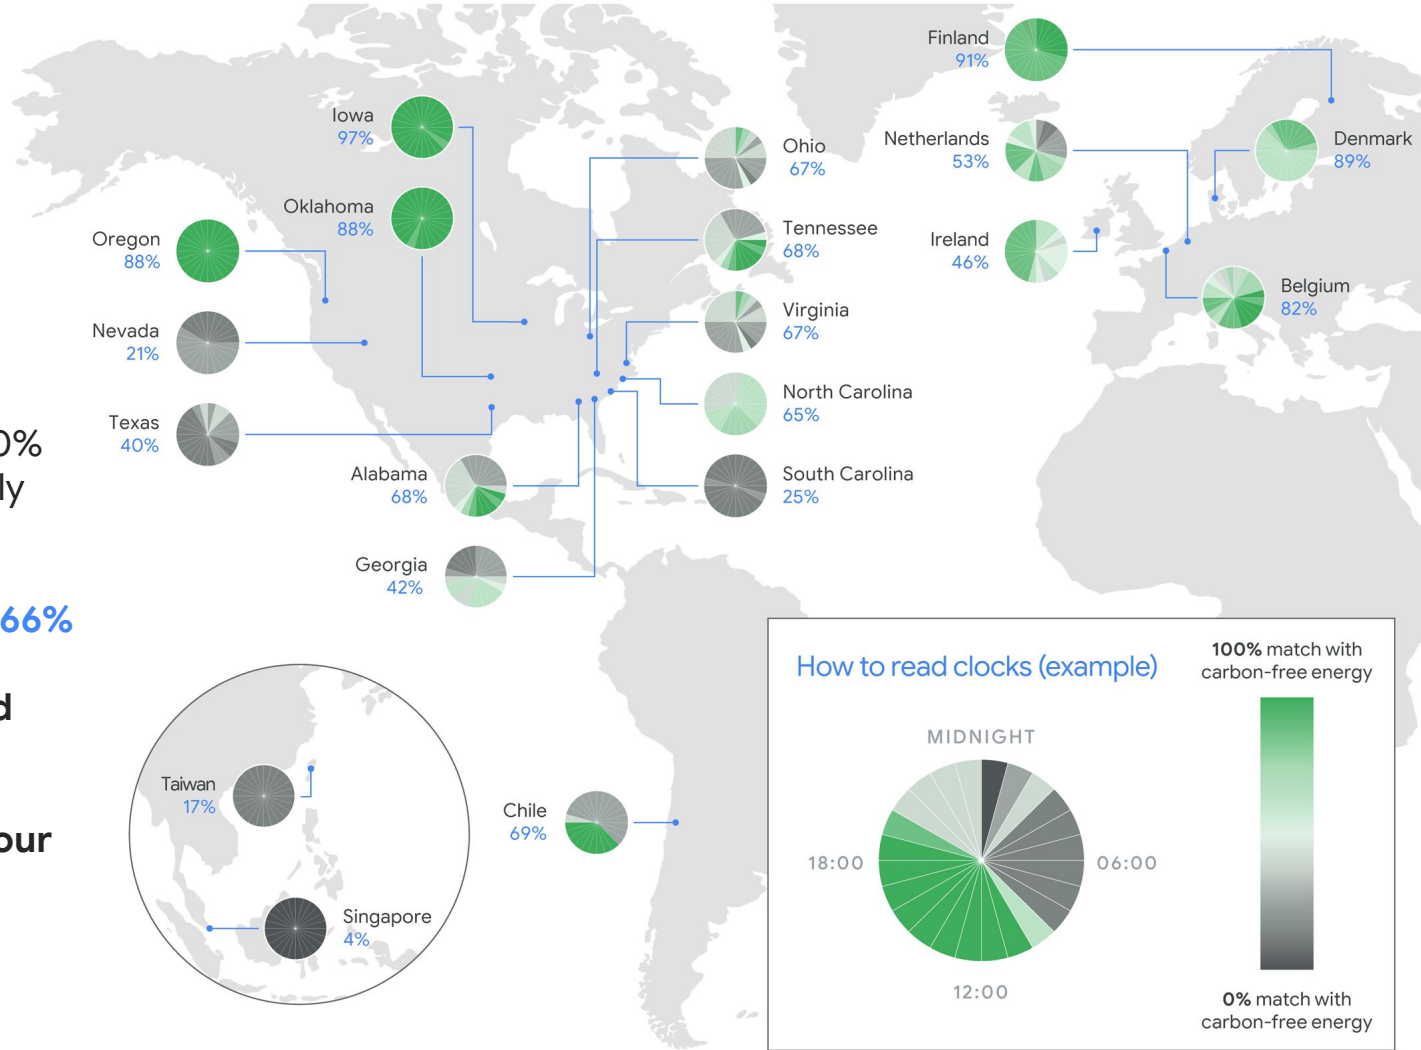 Finland
91%
Iowa
97%
Ohio
67%
Netherlands
53%
Denmark
89%
Oklahoma
88%
Tennessee
68%
Oregon
88%
Ireland
46%
Belgium
82%
Nevada
21%
Virginia
67%
North Carolina
65%
Texas
40%
0%
ly
Alabama
68%
South Carolina
25%
Georgia
42%
66%
d
our
Taiwan
17%
Singapore
4%
Chile
69%
How to read clocks (example)
100% match with
carbon-free energy
MIDNIGHT
18:00
06:00
12:00
0% match with
carbon-free energy